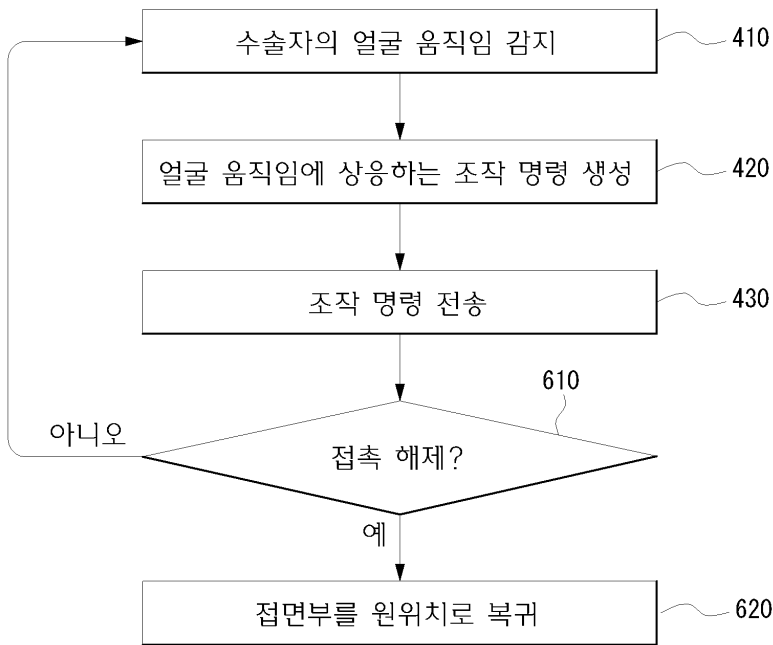 수술자의 얼굴 움직임 감지
410
얼굴 움직임에 상응하는 조작 명령 생성
420
조작 명령 전송
430
610
아니오
접촉 해제?
예
접면부를 원위치로 복귀
620